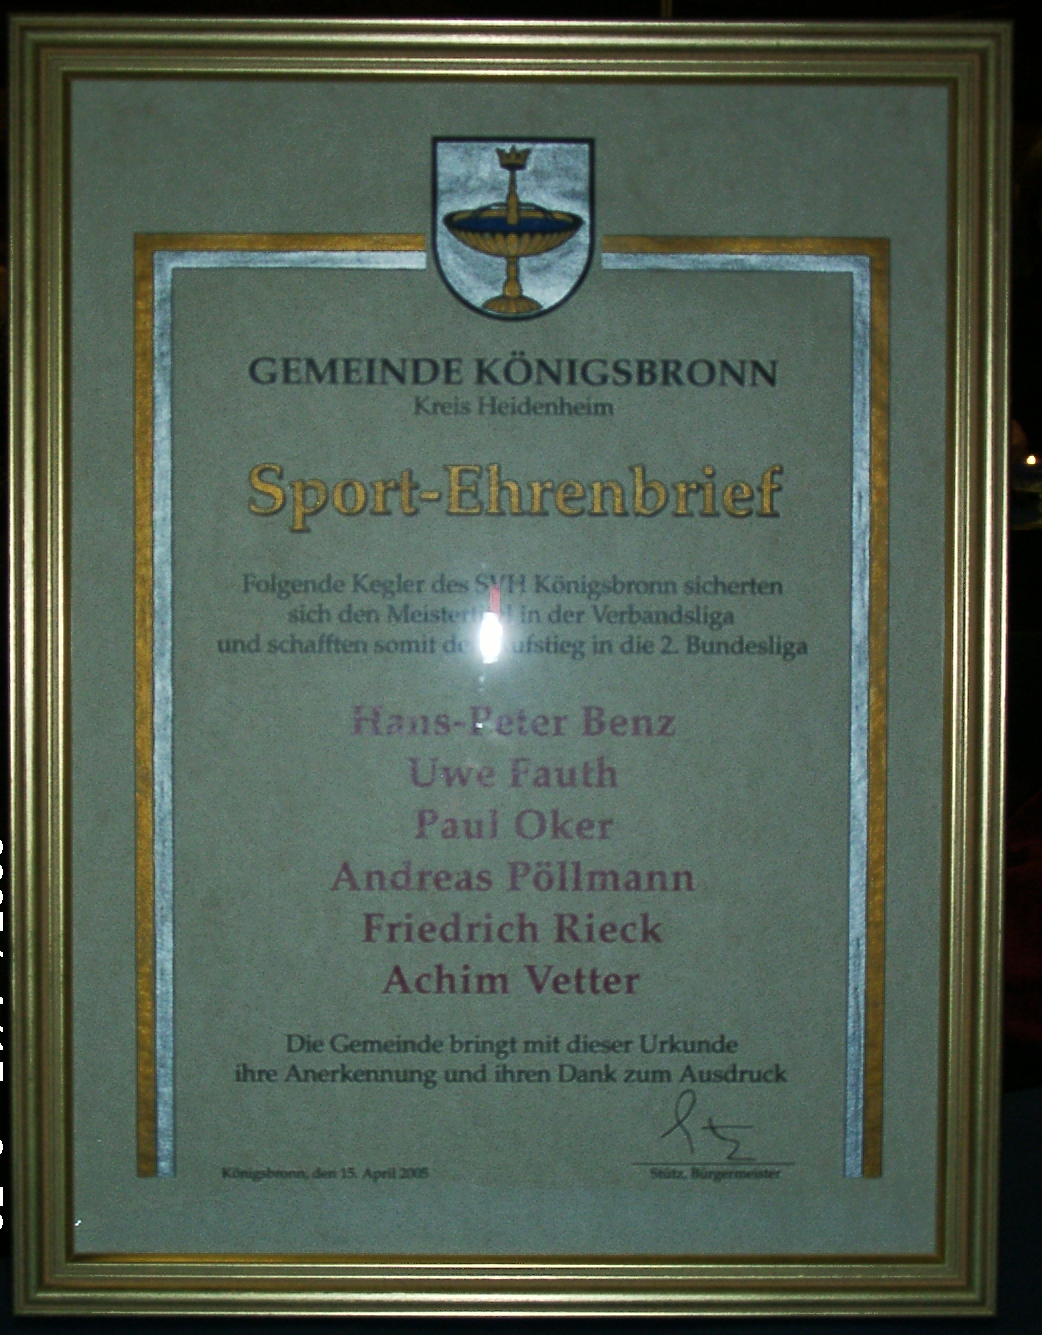 GEMEINDE KÖNIGSBRONN
Kreis Heidenheim
Sport-Ehrenbrief
Folgende Kegler des SVH Königsbronn sicherten
sich den in der Verbandsliga
und schafften somit in die 2. Bundesliga
Hans-Peter Benz
Uwe Fauth
Paul Oker
Andreas Pöllmann
Friedrich Rieck
Achim Vetter
Die Gemeinde bringt mit dieser Urkunde
ihre Anerkennung und ihren Dank zum Ausdruck
Königsbronn, den 15. April 2005
Stütz, Bürgermeister